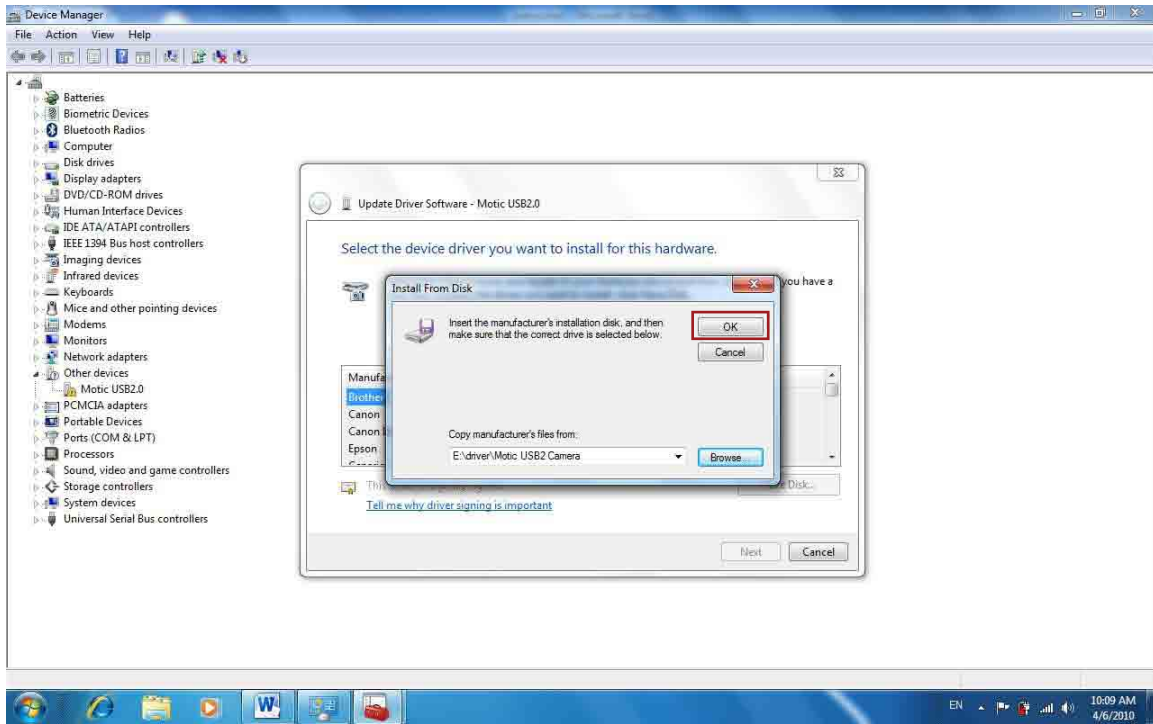 Device Manager
File Action View Help
Batteries
Biometric Devices
Bluetooth Radios
Computer
Disk drives
Display adapters
DVD/CD-ROM drives
Human Interface Devices
IDE ATA/ATAPI controllers
IEEE 1394 Bus host controllers
Imaging devices
Infrared devices
Keyboards
Mice and other pointing devices
Modems
Monitors
Network adapters
Other devices
Motic USB2.0
PCMCIA adapters
Portable Devices
Ports (COM & LPT)
Processors
Sound, video and game controllers
Storage controllers
System devices
Universal Serial Bus controllers
Update Driver Software - Motic USB2.0
Select the device driver you want to install for this hardware.
you have a
Install From Disk
Insert the manufacturer's installation disk, and then
make sure that the correct drive is selected below.
OK
Cancel
Copy manufacturer's files from:
E:\driver\Motic USB2 Camera
Browse...
Manufa
Brother
Canon
Canon
Epson
Disk...
Tell me why driver signing is important
Next Cancel
EN
10:09 AM
4/6/2010